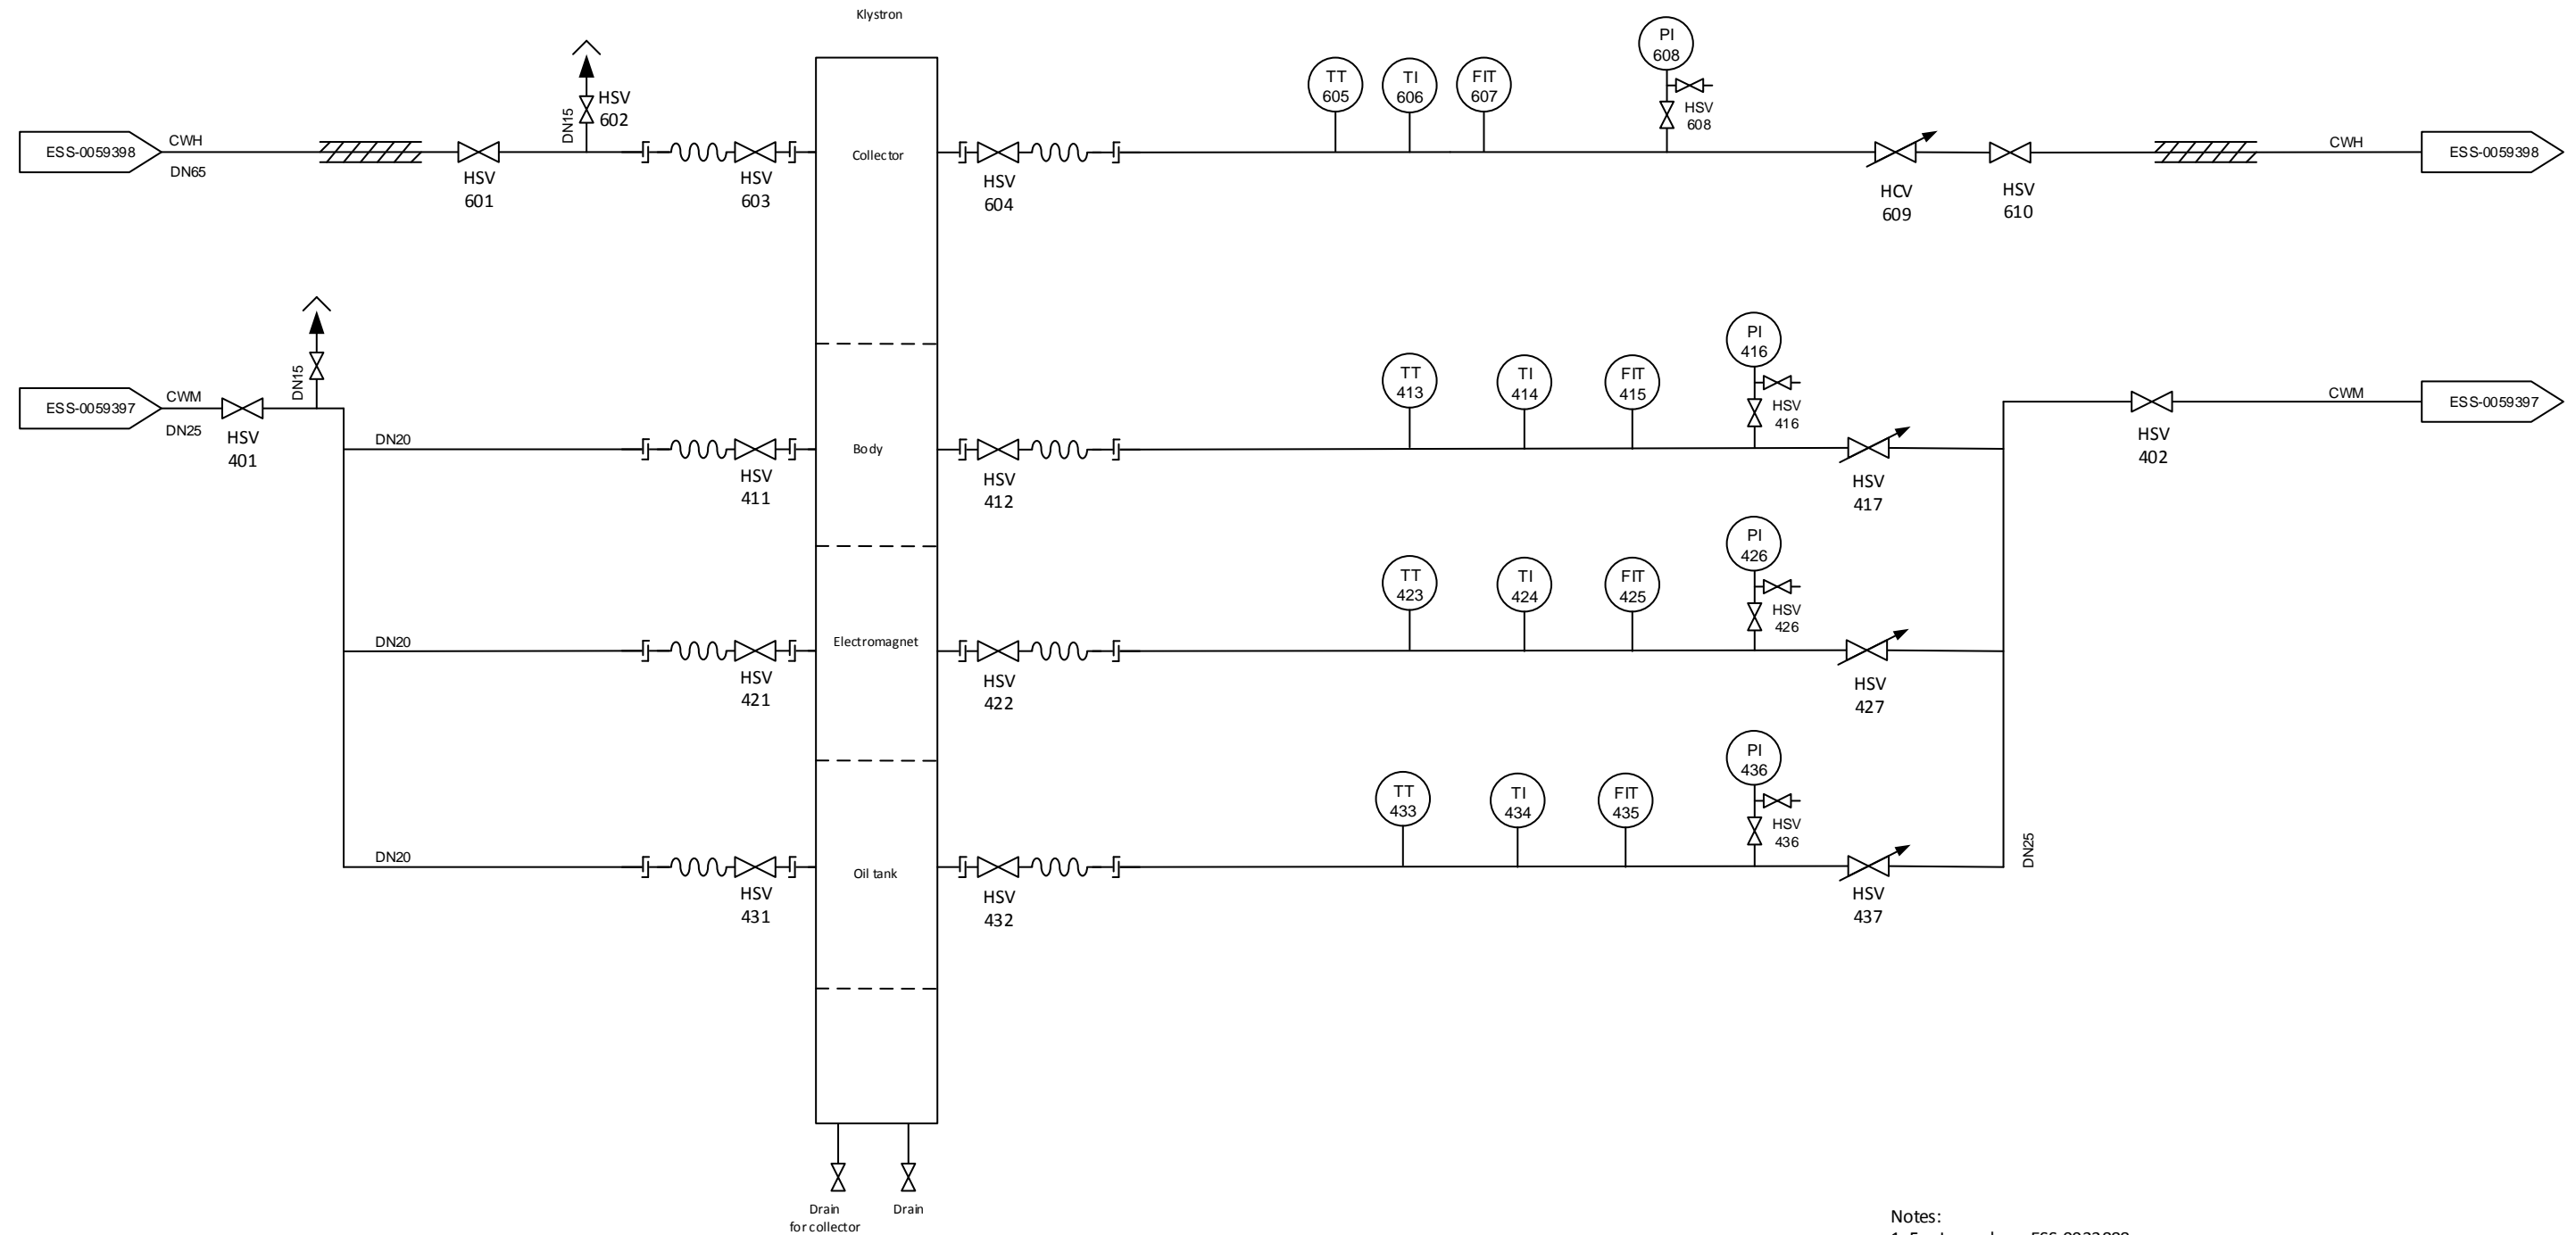 Klystron
PI
608
HSV
608
TT
605
TI
606
FIT
607
HSV
602
DN15
ESS-0059398
CWH
DN65
HSV
601
HSV
603
Collector
HSV
604
HCV
609
HSV
610
CWH
ESS-0059398
DN15
ESS-0059397
CWM
DN25
HSV
401
DN20
HSV
411
Body
HSV
412
TT
413
TI
414
FIT
415
PI
416
HSV
416
HSV
417
HSV
402
CWM
ESS-0059397
DN20
HSV
421
Electromagnet
HSV
422
TT
423
TI
424
FIT
425
PI
426
HSV
426
HSV
427
DN20
HSV
431
Oil tank
HSV
432
TT
433
TI
434
FIT
435
PI
436
HSV
436
HSV
437
DN25
Drain
for collector
Drain
Notes: